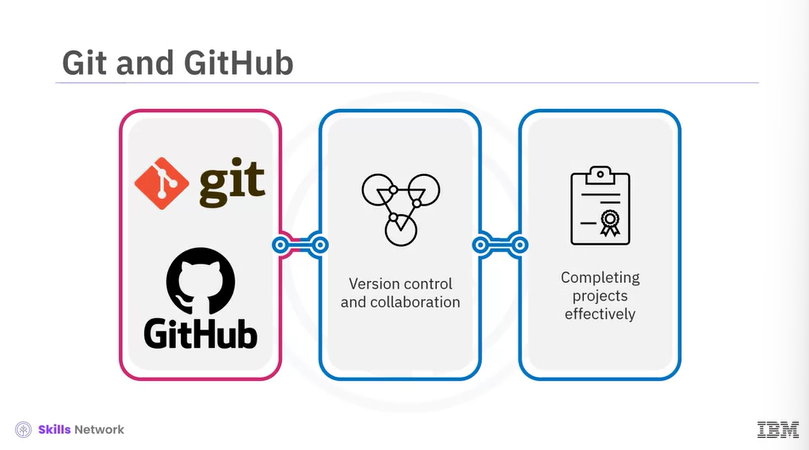 Git and GitHub
git
GitHub
Version control
and collaboration
Completing
projects
effectively
Skills Network
IBM